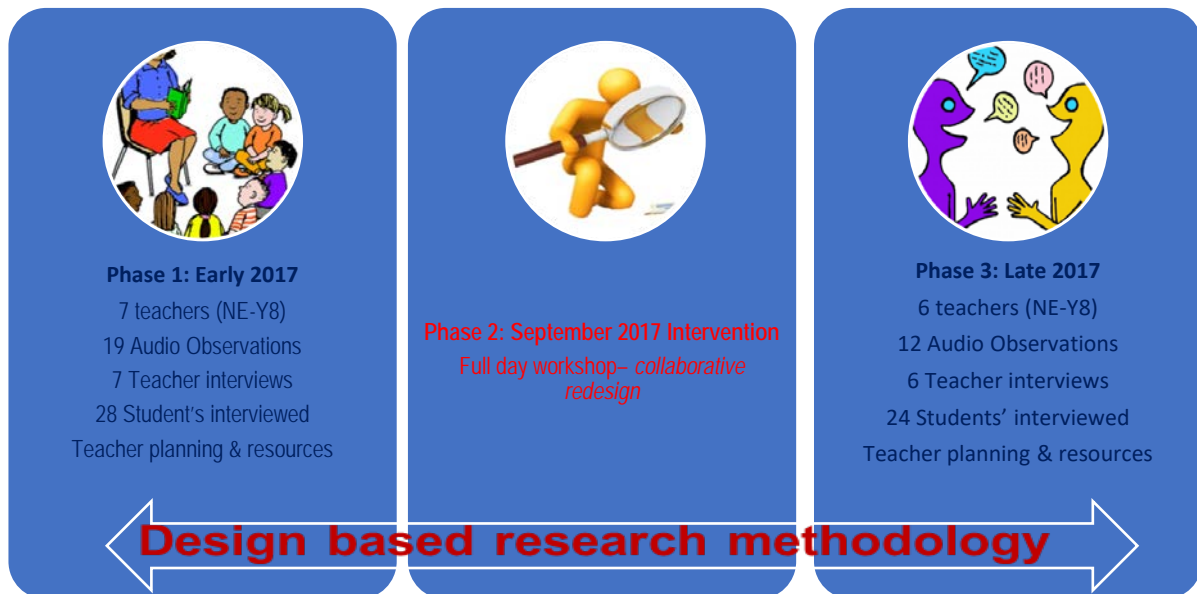 Phase 1: Early 2017
7 teachers (NE-Y8)
19 Audio Observations
7 Teacher interviews
28 Student's interviewed
Teacher planning & resources
Phase 2: September 2017 Intervention
Full day workshop– collaborative
redesign
Phase 3: Late 2017
6 teachers (NE-Y8)
12 Audio Observations
6 Teacher interviews
24 Students’ interviewed
Teacher planning & resources
Design based research methodology